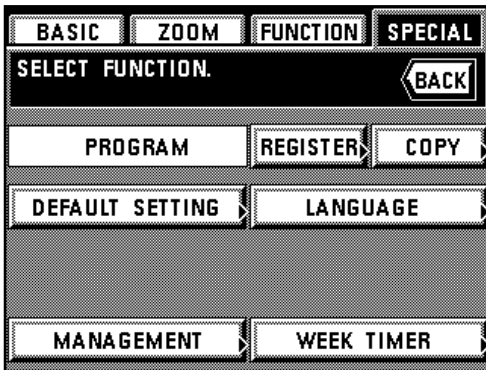 BASIC ZOOM FUNCTION SPECIAL
SELECT FUNCTION.
BACK
PROGRAM REGISTER COPY
DEFAULT SETTING LANGUAGE
MANAGEMENT WEEK TIMER